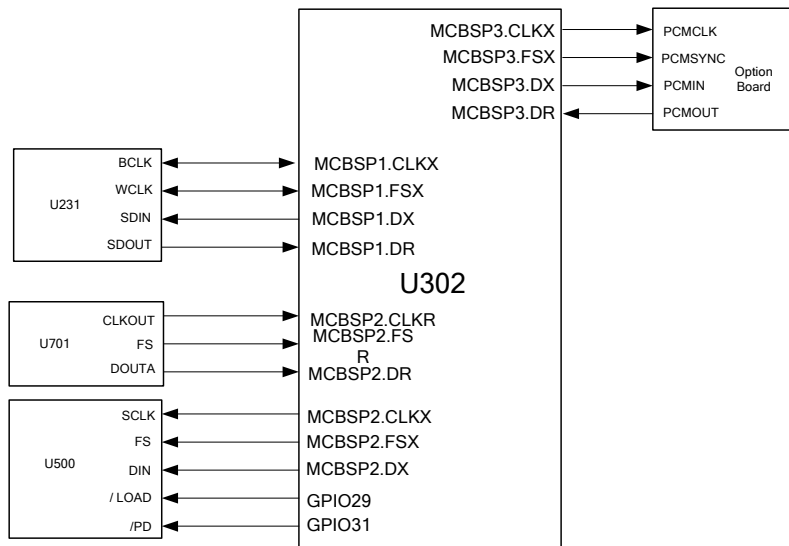 MCBSP3.CLKX
MCBSP3.FSX
MCBSP3.DX
MCBSP3.DR
PCMCLK
PCMSYNC
PCMIN
PCMOUT
Option
Board
BCLK
WCLK
SDIN
SDOUT
U231
MCBSP1.CLKX
MCBSP1.FSX
MCBSP1.DX
MCBSP1.DR
U302
CLKOUT
FS
DOUTA
U701
MCBSP2.CLKR
MCBSP2.FS
R
MCBSP2.DR
SCLK
FS
DIN
/ LOAD
/PD
U500
MCBSP2.CLKX
MCBSP2.FSX
MCBSP2.DX
GPIO29
GPIO31